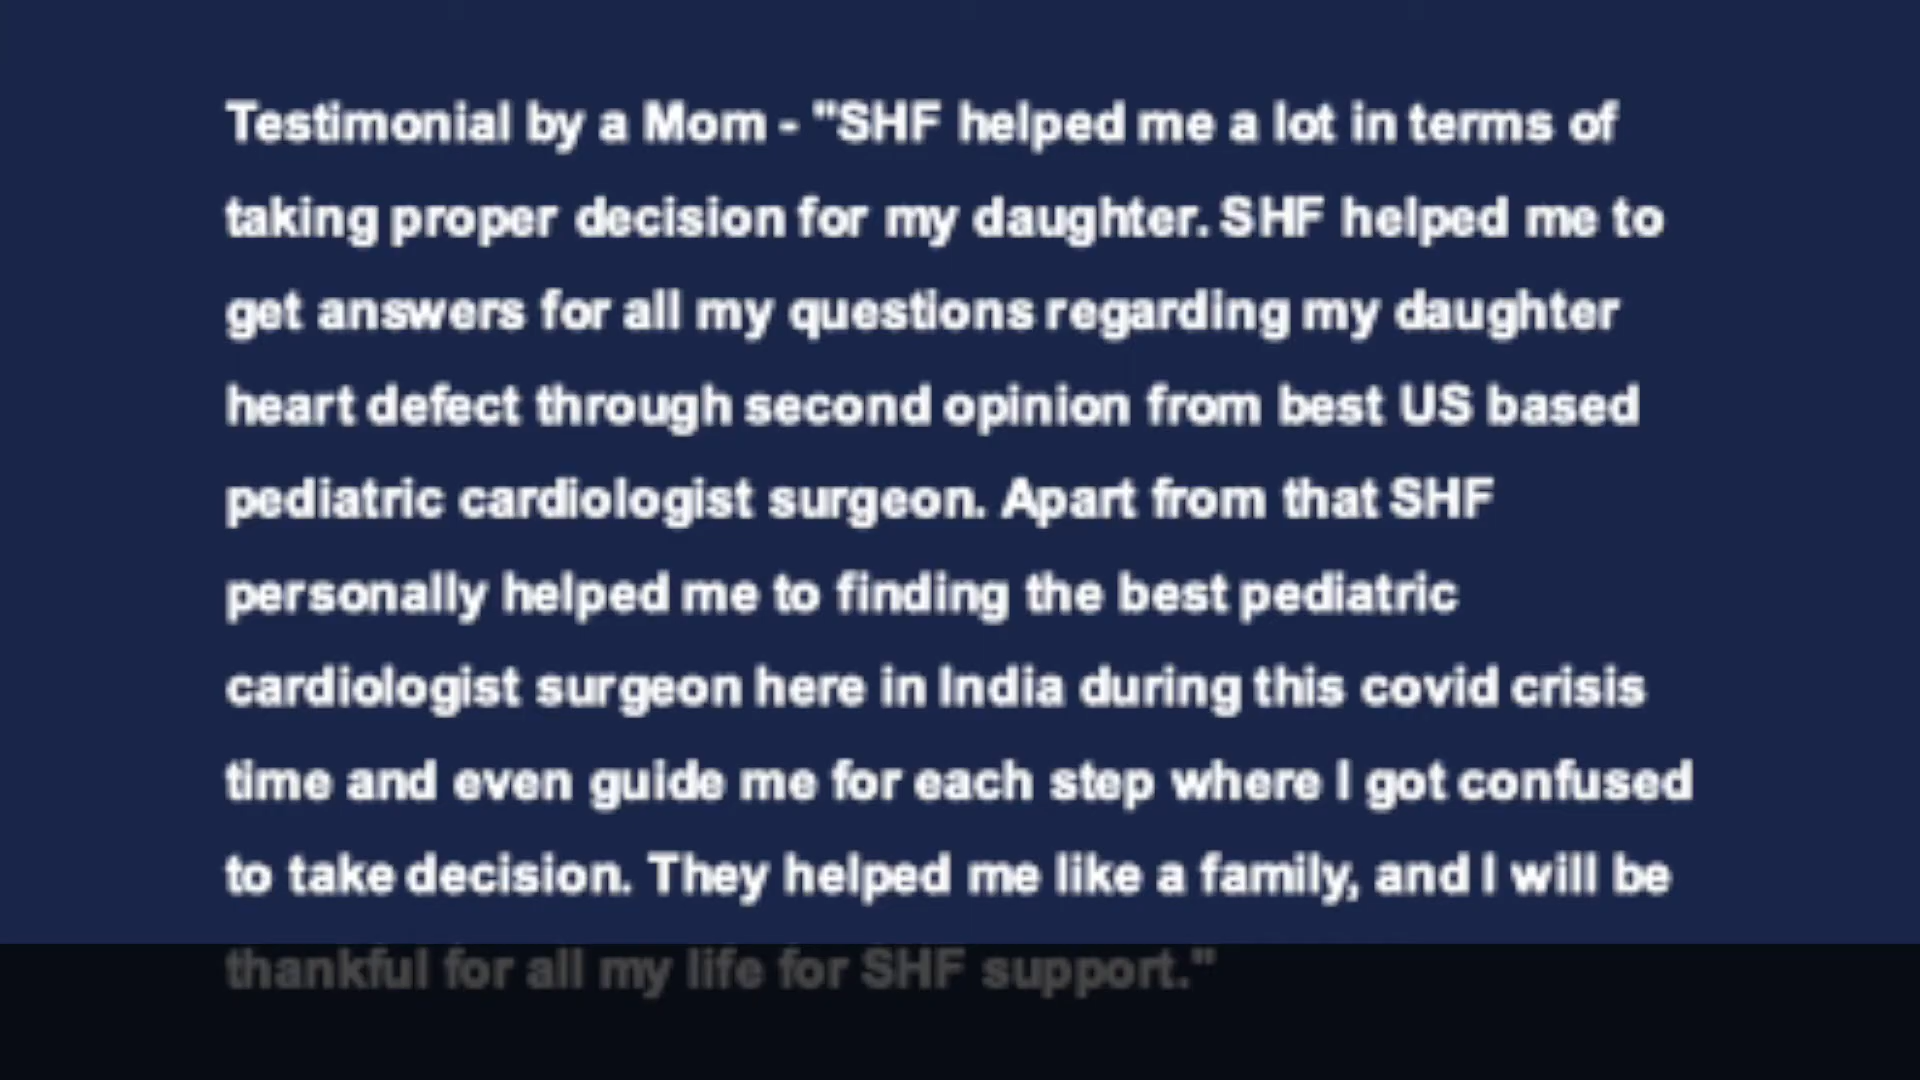 Testimonial by a Mom - "SHF helped me a lot in terms of
taking proper decision for my daughter. SHF helped me to
get answers for all my questions regarding my daughter
heart defect through second opinion from best US based
pediatric cardiologist surgeon. Apart from that SHF
personally helped me to finding the best pediatric
cardiologist surgeon here in India during this covid crisis
time and even guide me for each step where I got confused
to take decision. They helped me like a family, and I will be
thankful for all my life for SHF support."